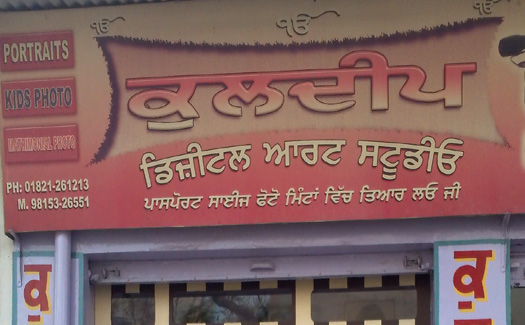 ੴ ੴ ੴ
PORTRAITS
KIDS PHOTO
MATRIMONIAL PHOTO
ਕੁਲਦੀਪ
ਡਿਜ਼ੀਟਲ ਆਰਟ ਸਟੂਡੀਓ
PH: 01821-261213
M. 98153-26551
ਪਾਸਪੋਰਟ ਸਾਈਜ ਫੋਟੋ ਮਿੰਟਾਂ ਵਿੱਚ ਤਿਆਰ ਲਓ ਜੀ
ਕੁ ਕੁ